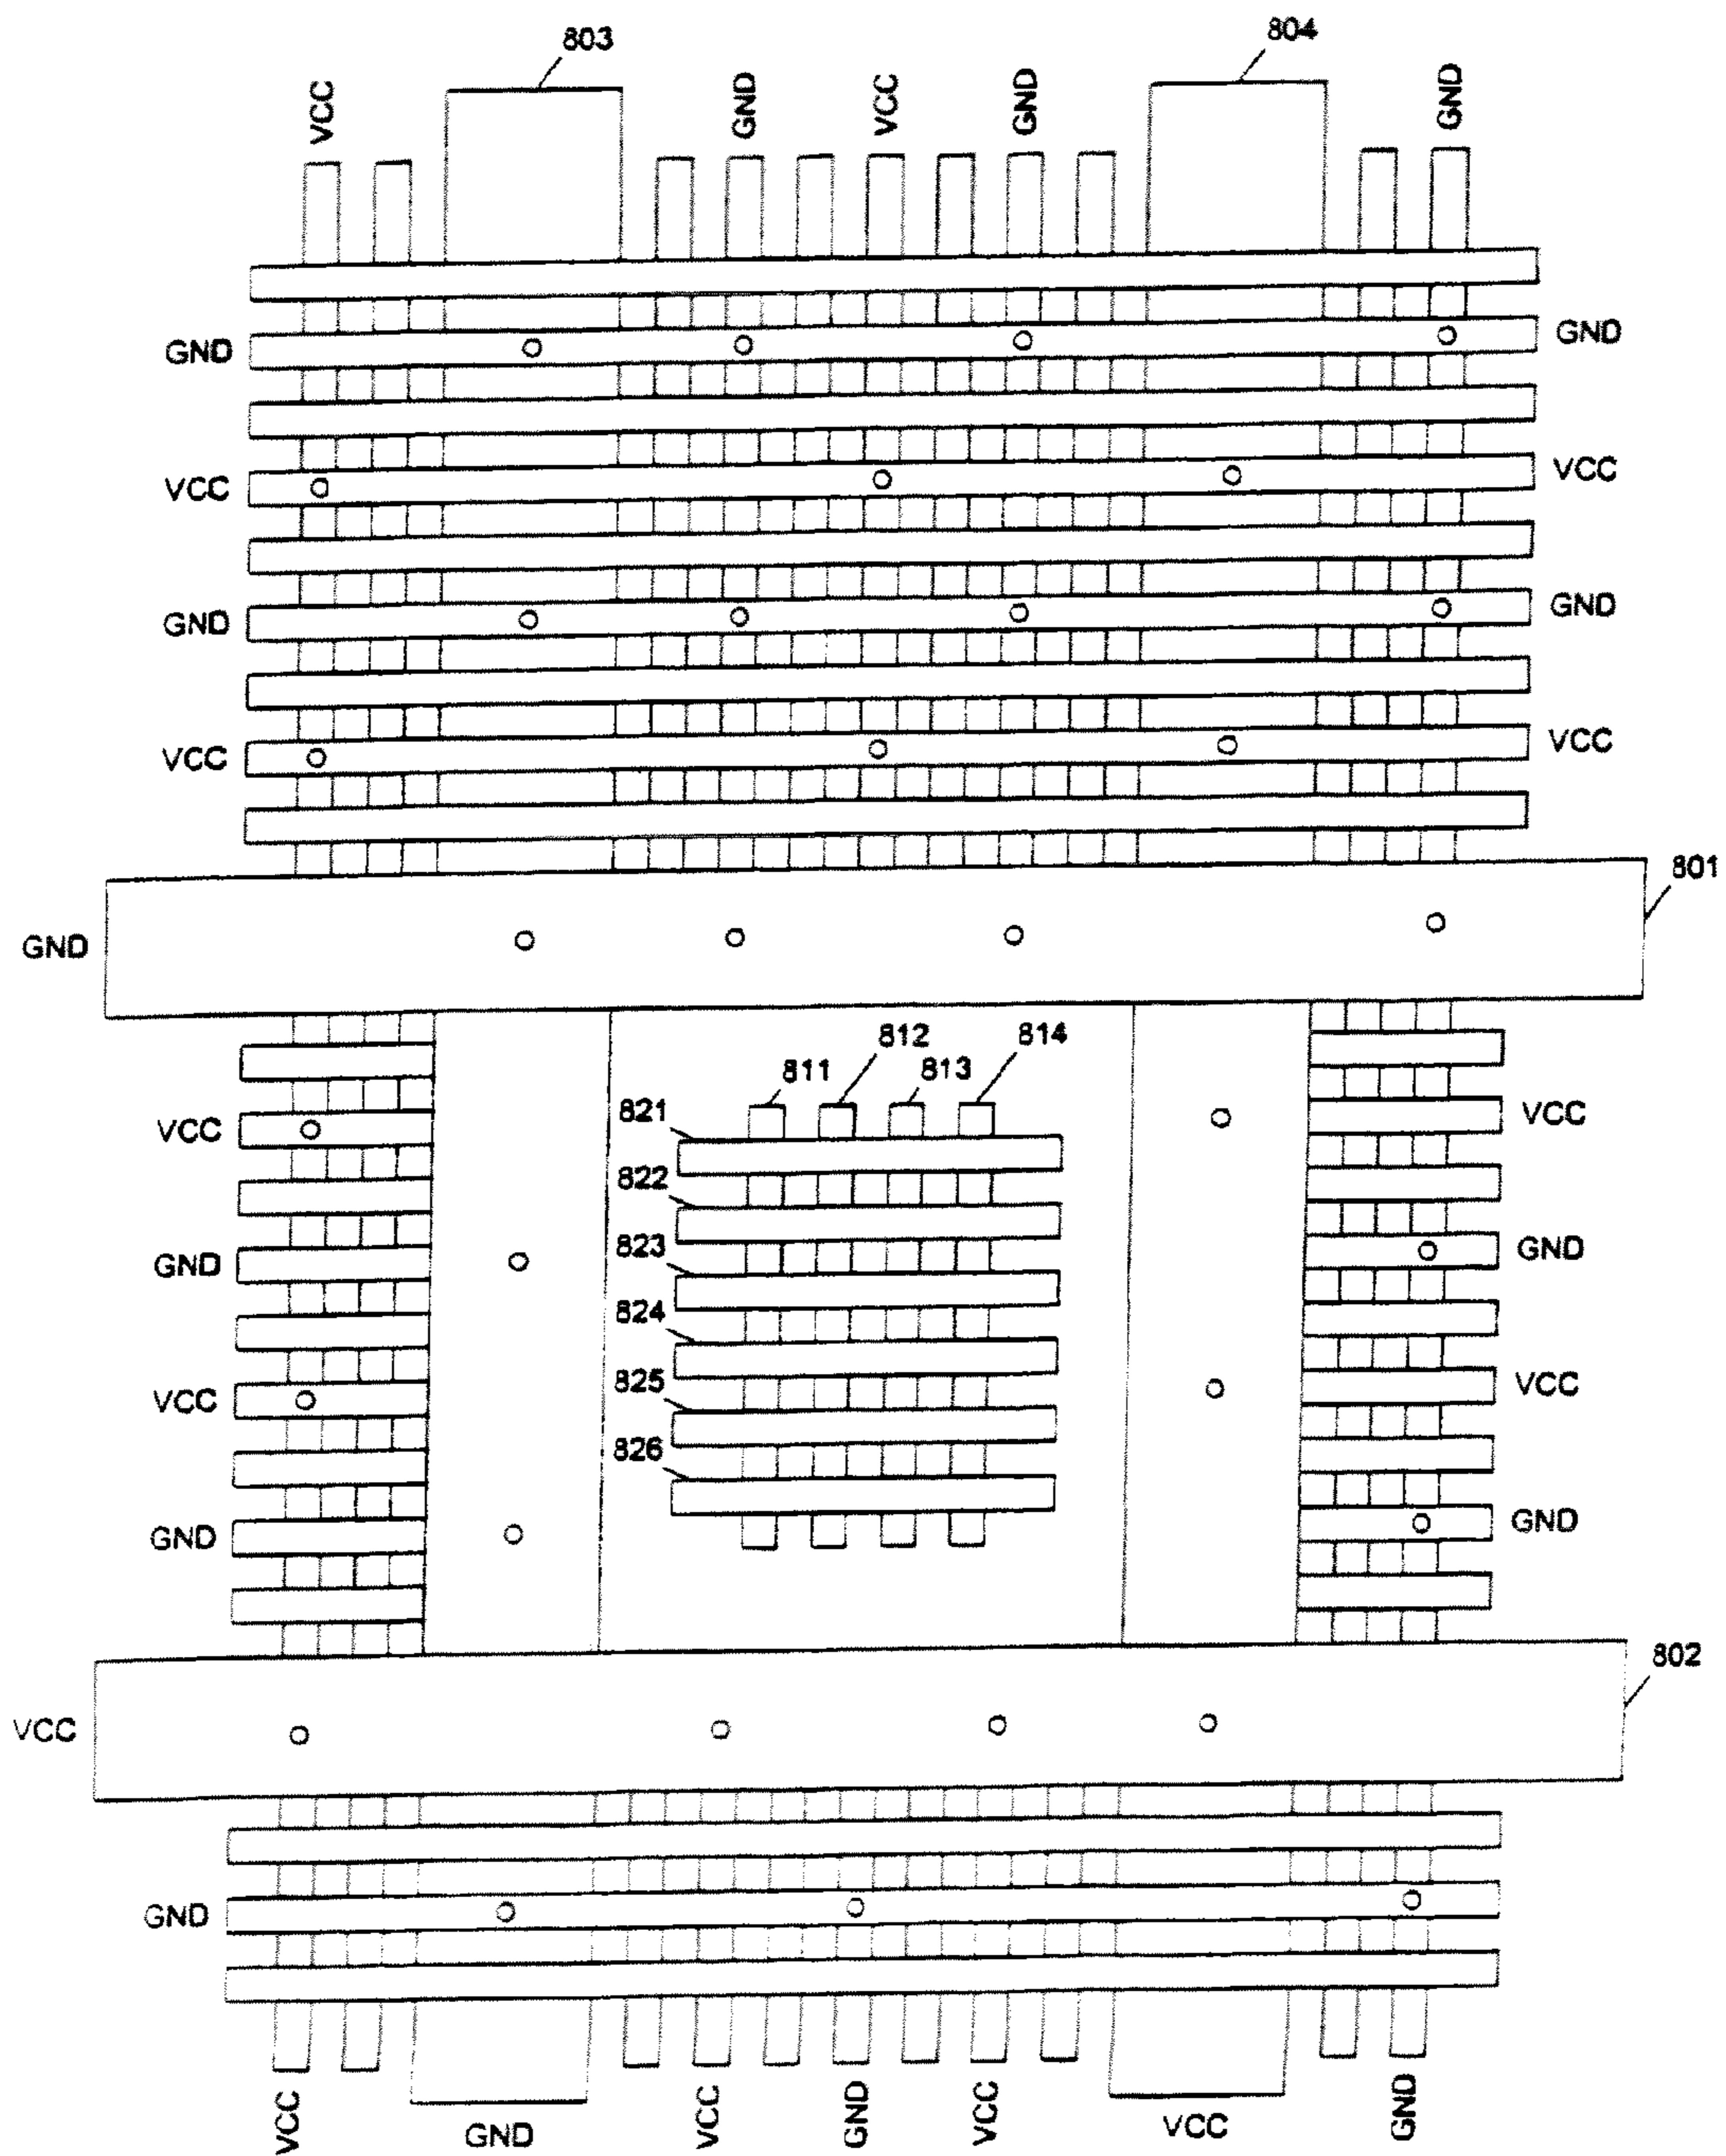 803
804
VCC
GND
VCC
GND
GND
GND
GND
VCC
VCC
GND
GND
VCC
VCC
801
GND
811
812
813
814
821
VCC
VCC
822
823
GND
GND
824
VCC
VCC
825
826
GND
GND
802
VCC
GND
VCC
GND
VCC
GND
VCC
VCC
GND